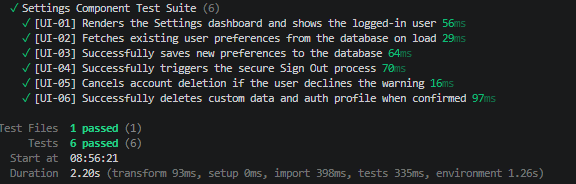 ✓ Settings Component Test Suite (6)
✓ [UI-01] Renders the Settings dashboard and shows the logged-in user 56ms
✓ [UI-02] Fetches existing user preferences from the database on load 29ms
✓ [UI-03] Successfully saves new preferences to the database 64ms
✓ [UI-04] Successfully triggers the secure Sign Out process 70ms
✓ [UI-05] Cancels account deletion if the user declines the warning 16ms
✓ [UI-06] Successfully deletes custom data and auth profile when confirmed 97ms
Test Files 1 passed (1)
Tests 6 passed (6)
Start at 08:56:21
Duration 2.20s (transform 93ms, setup 0ms, import 398ms, tests 335ms, environment 1.26s)